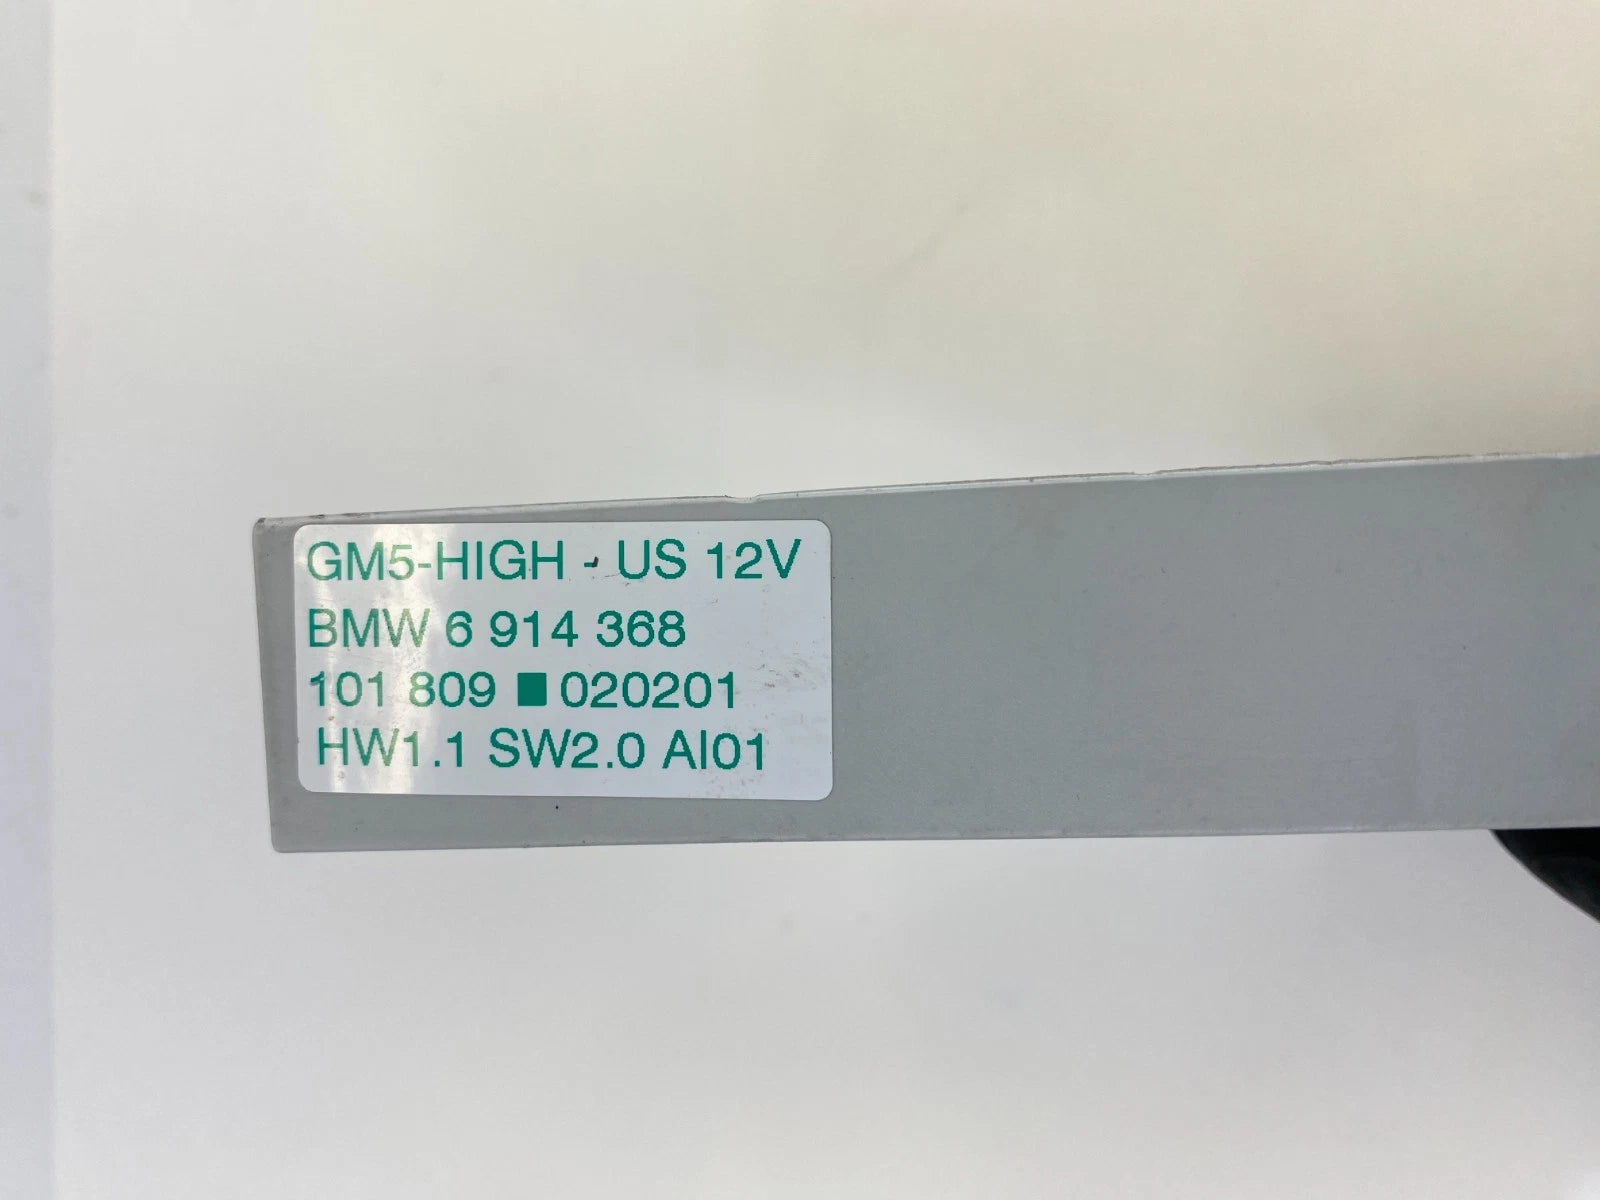 GM5-HIGH - US 12V
BMW 6 914 368
101 809 ■ 020201
HW1.1 SW2.0 AI01